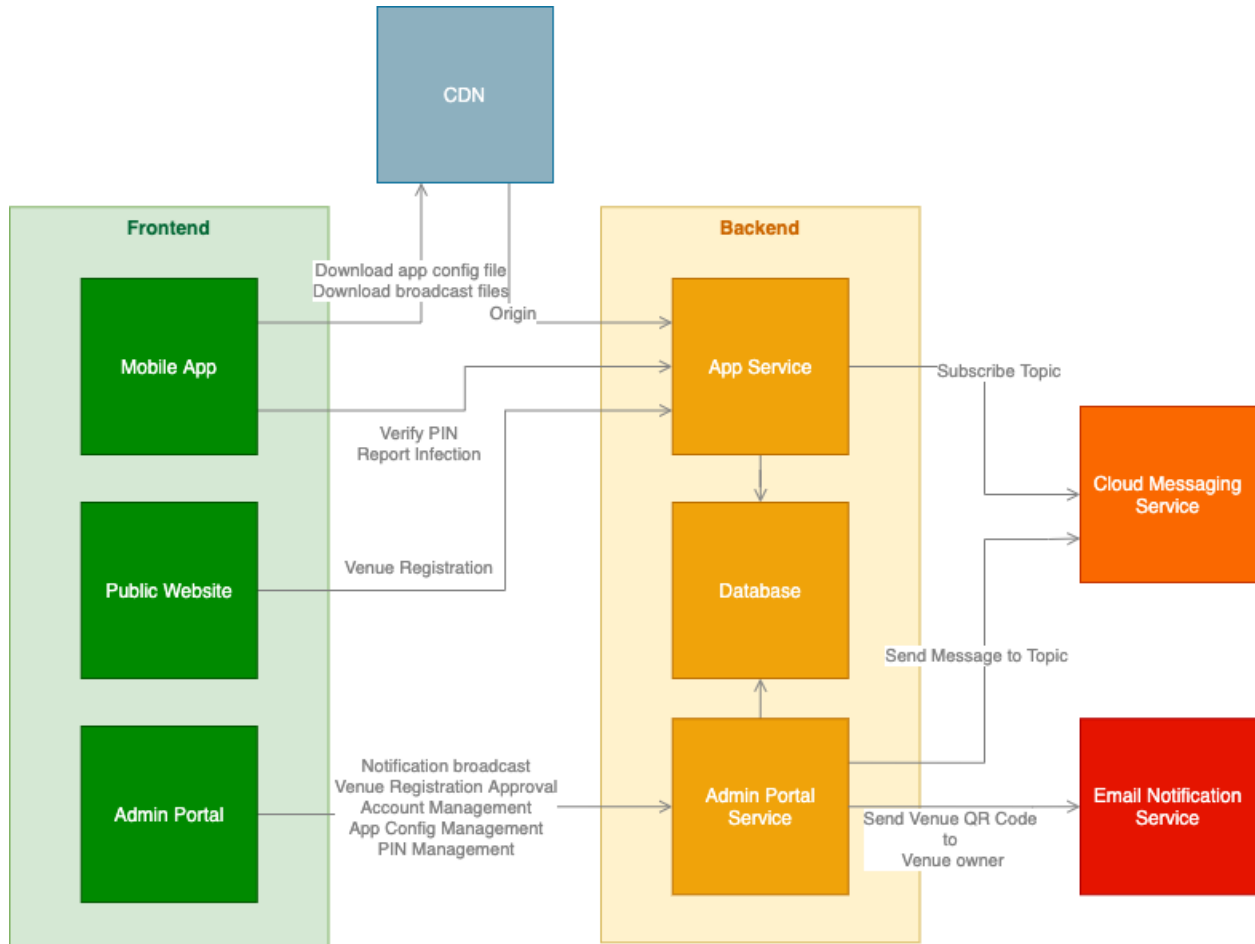 CDN
Frontend
Backend
Download app config file
Download broadcast files
Origin
Mobile App
App Service
Subscribe Topic
Verify PIN
Report Infection
Cloud Messaging
Service
Venue Registration
Public Website
Database
Send Message to Topic
Notification broadcast
Venue Registration Approval
Account Management
App Config Management
PIN Management
Admin Portal
Admin Portal
Service
Send Venue QR Code
to
Venue owner
Email Notification
Service